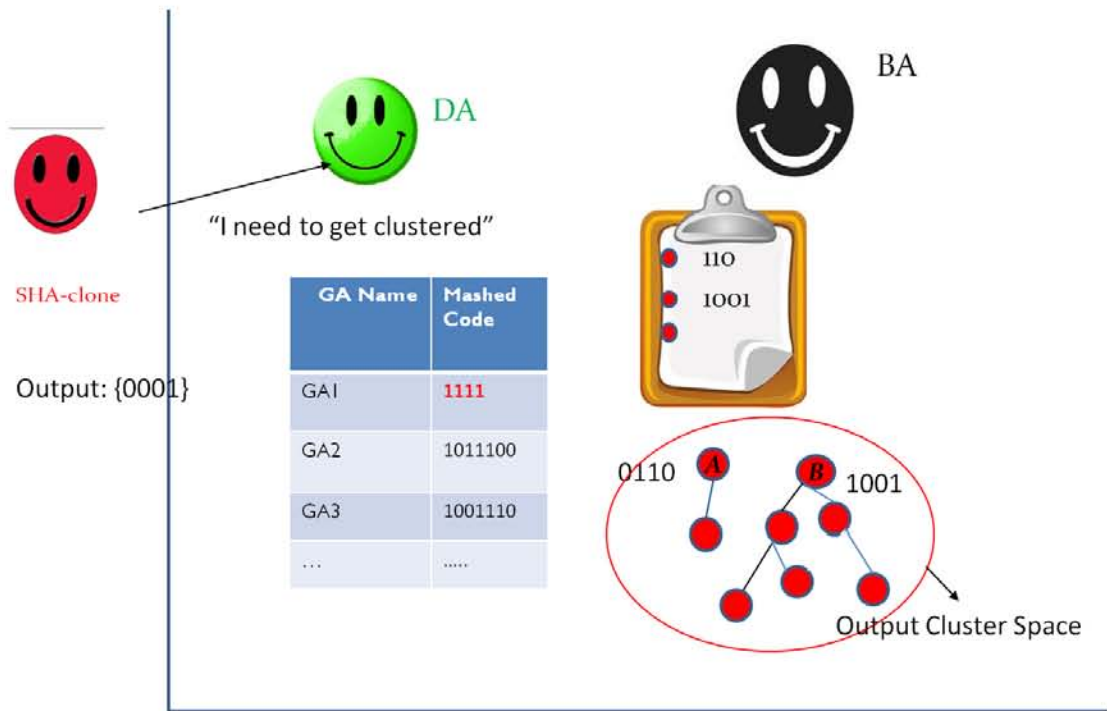 BA
DA
"I need to get clustered"
110
1001
SHA-clone
GA Name
Mashed Code
Output: {0001}
GA1
1111
GA2
1011100
GA3
1001110
...
.....
0110
A
B
1001
Output Cluster Space